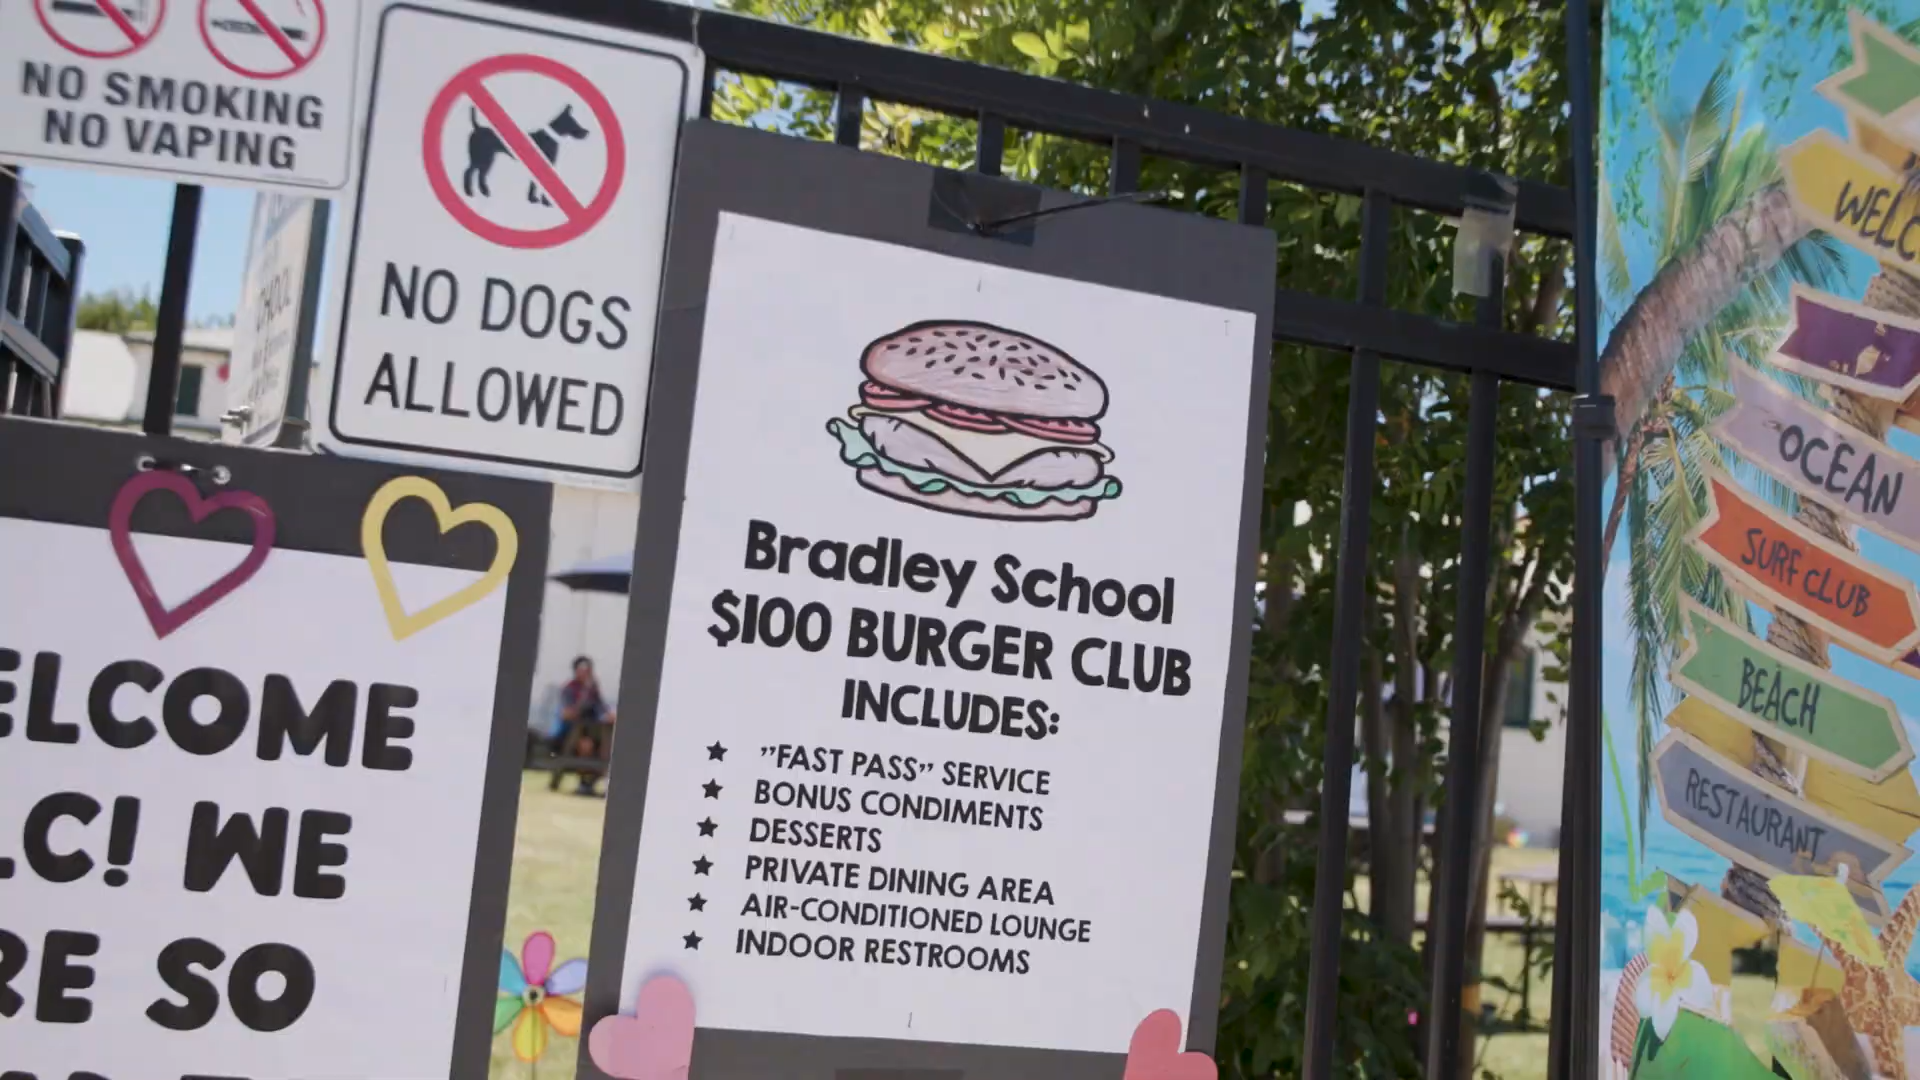 NO SMOKING
NO VAPING
NO DOGS
ALLOWED
ELCOME
LC! WE
RE SO
Bradley School
$100 BURGER CLUB
INCLUDES:
★ "FAST PASS" SERVICE
★ BONUS CONDIMENTS
★ DESSERTS
★ PRIVATE DINING AREA
★ AIR-CONDITIONED LOUNGE
★ INDOOR RESTROOMS
WELC
OCEAN
SURF CLUB
BEACH
RESTAURANT